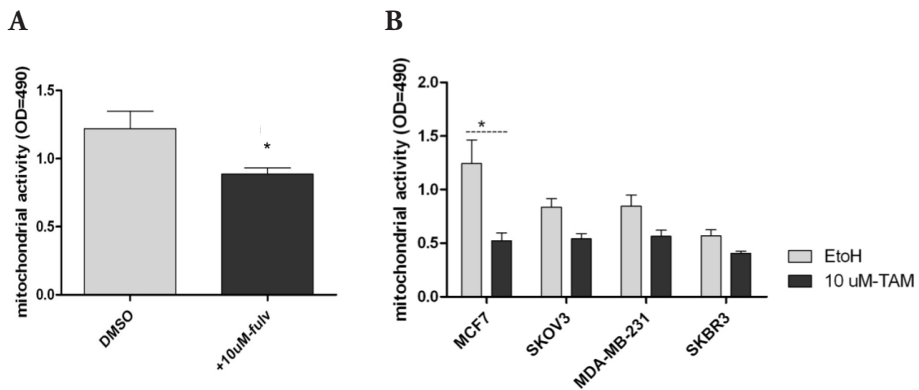 A
mitochondrial activity (OD=490)
1.5
1.0
0.5
0.0
*
DMSO
+10uM-fulv
B
mitochondrial activity (OD=490)
2.0
1.5
1.0
0.5
0.0
*
MCF7
SKOV3
MDA-MB-231
SKBR3
EtoH
10 uM-TAM